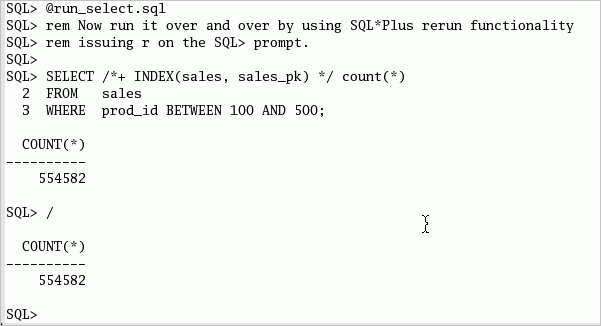 SQL> @run_select.sql
SQL> rem Now run it over and over by using SQL*Plus rerun functionality
SQL> rem issuing r on the SQL> prompt.
SQL>
SQL> SELECT /*+ INDEX(sales, sales_pk) */ count(*)
  2  FROM   sales
  3  WHERE  prod_id BETWEEN 100 AND 500;

  COUNT(*)
----------
    554582

SQL> /

  COUNT(*)
----------
    554582

SQL>